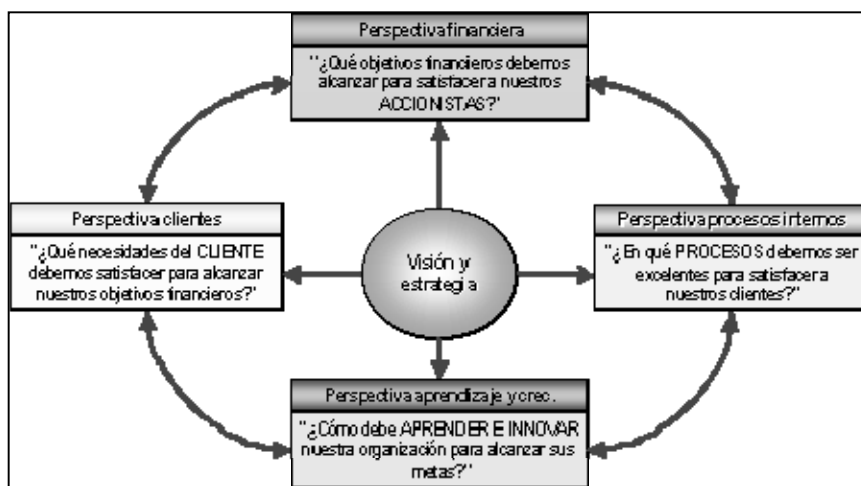 Perspectiva financiera
"¿Qué objetivos financieros debemos
alcanzar para satisfacer a nuestros
ACCIONISTAS?"
Perspectiva clientes
"¿Qué necesidades del CLIENTE
debemos satisfacer para alcanzar
nuestros objetivos financieros?"
Visión y
estrategia
Perspectiva procesos internos
"¿En qué PROCESOS debemos ser
excelentes para satisfacer a
nuestros clientes?"
Perspectiva aprendizaje y crec.
"¿Cómo debe APRENDER E INNOVAR
nuestra organización para alcanzar sus
metas?"